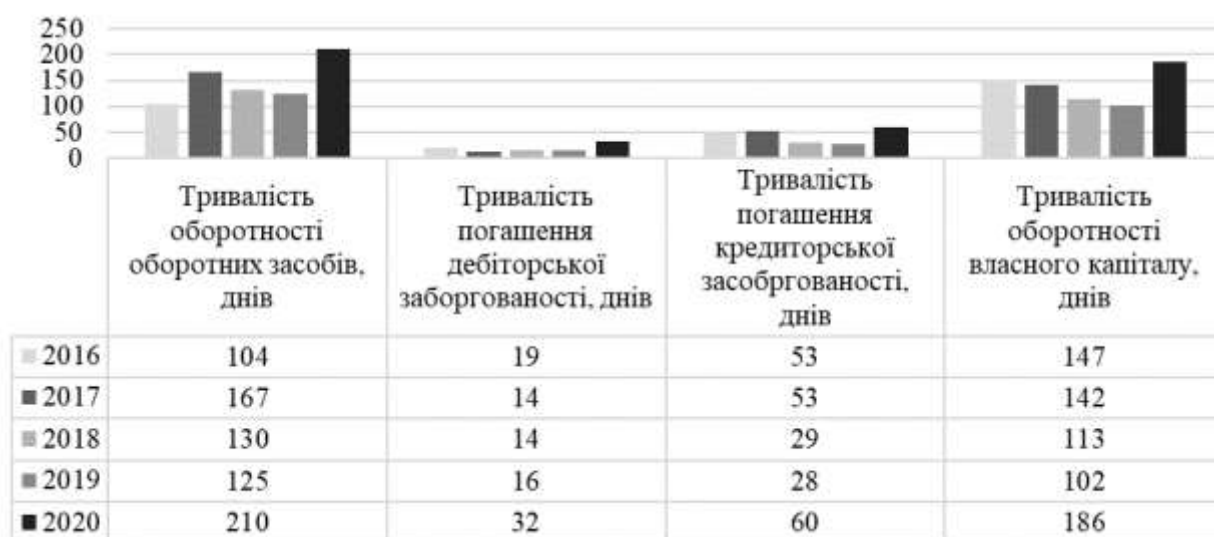 250
200
150
100
50
0
Тривалість
оборотності
оборотних засобів,
днів
Тривалість
погашення
дебіторської
заборгованості, днів
Тривалість
погашення
кредиторської
засобргованості,
днів
Тривалість
оборотності
власного капіталу,
днів
2016 104 19 53 147
2017 167 14 53 142
2018 130 14 29 113
2019 125 16 28 102
2020 210 32 60 186